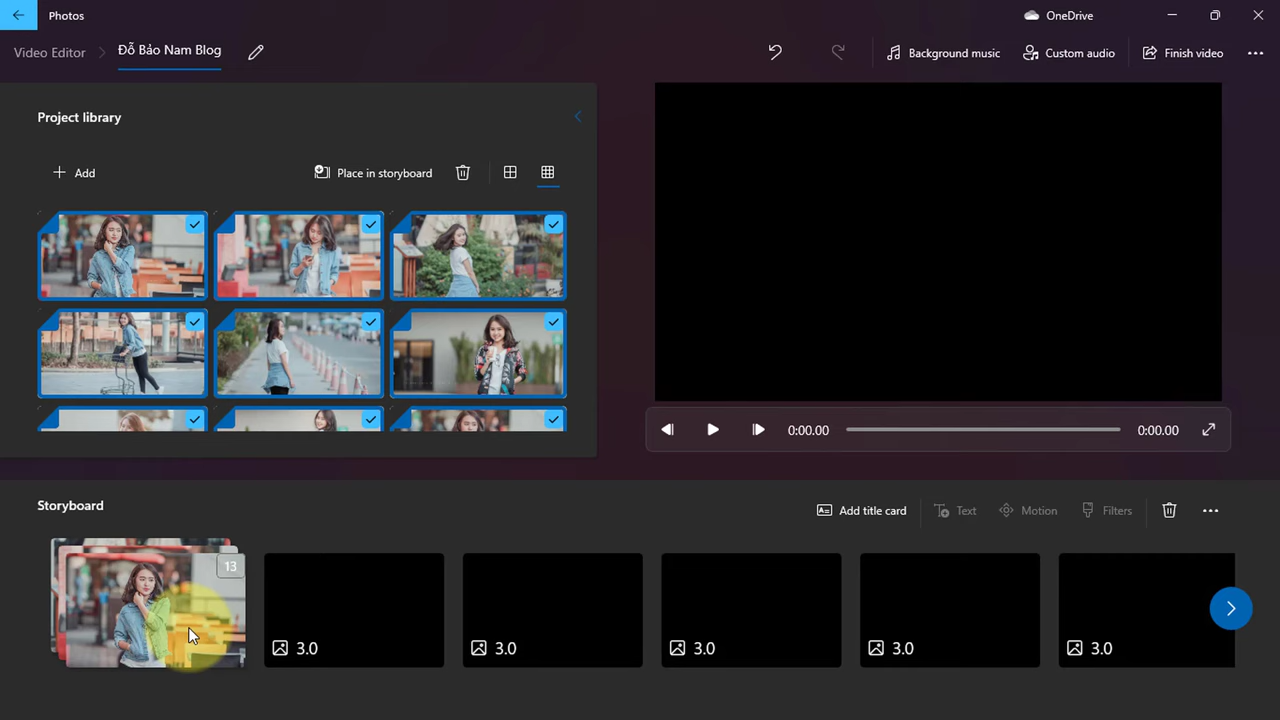 Photos
OneDrive
Video Editor
Đỗ Bảo Nam Blog
Background music
Custom audio
Finish video
Project library
Add
Place in storyboard
0:00.00
0:00.00
Storyboard
Add title card
Text
Motion
Filters
13
3.0
3.0
3.0
3.0
3.0